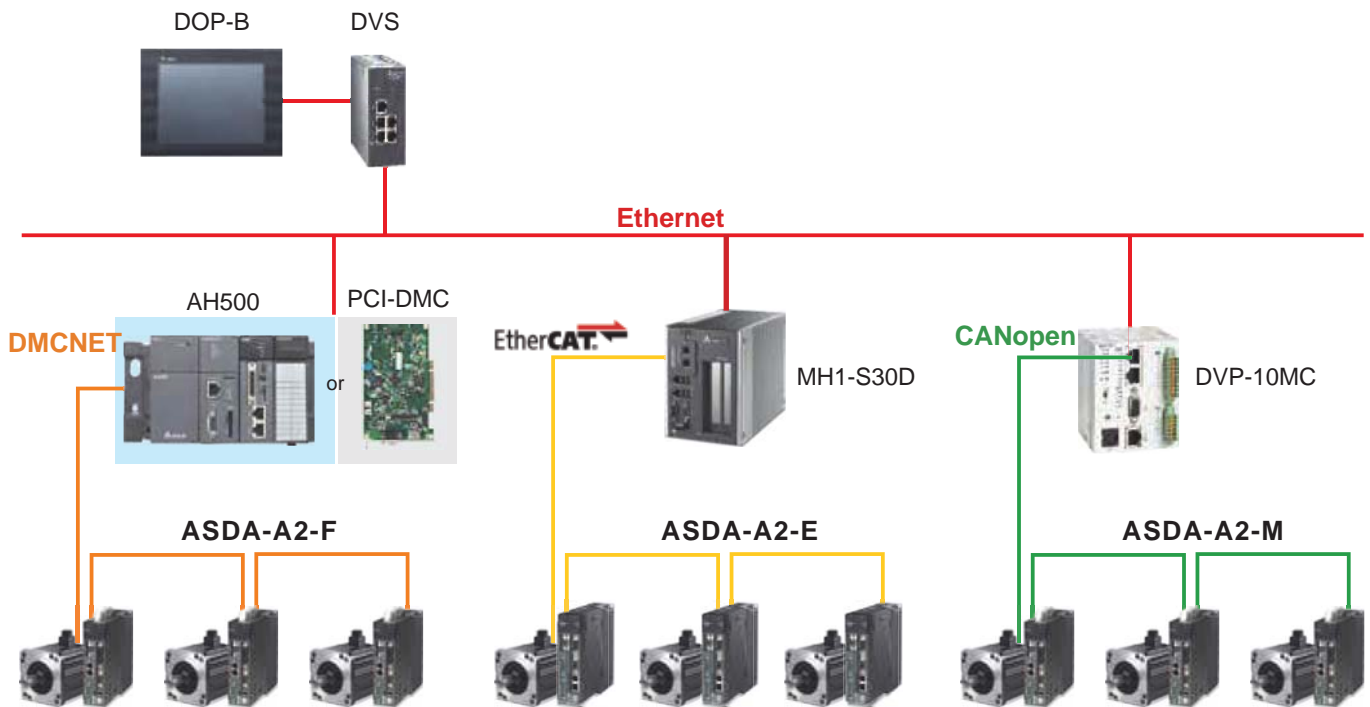 DOP-B
DVS
Ethernet
AH500
PCI-DMC
DMCNET
or
EtherCAT.
MH1-S30D
CANopen
DVP-10MC
ASDA-A2-F
ASDA-A2-E
ASDA-A2-M